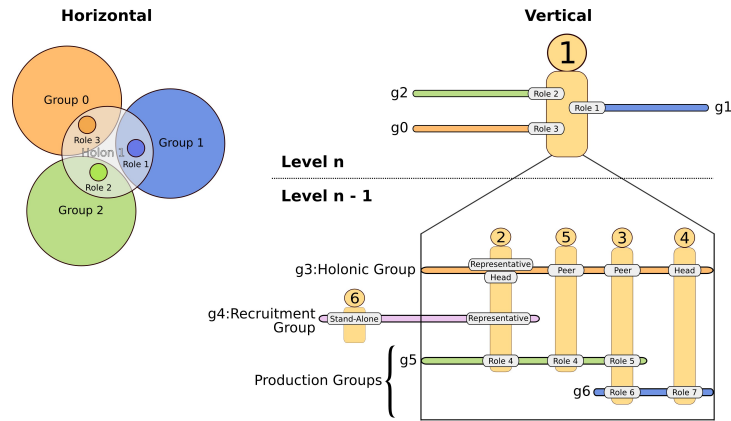 Horizontal
Group 0
Role 3
Holon 1
Role 1
Group 1
Role 2
Group 2
Vertical
1
g2
Role 2
Role 1
g1
g0
Role 3
Level n
Level n - 1
2
5
3
4
g3:Holonic Group
Representative
Head
Peer
Peer
Head
6
g4:Recruitment
Group
Stand-Alone
Representative
g5
Role 4
Role 4
Role 5
Production Groups
g6
Role 6
Role 7